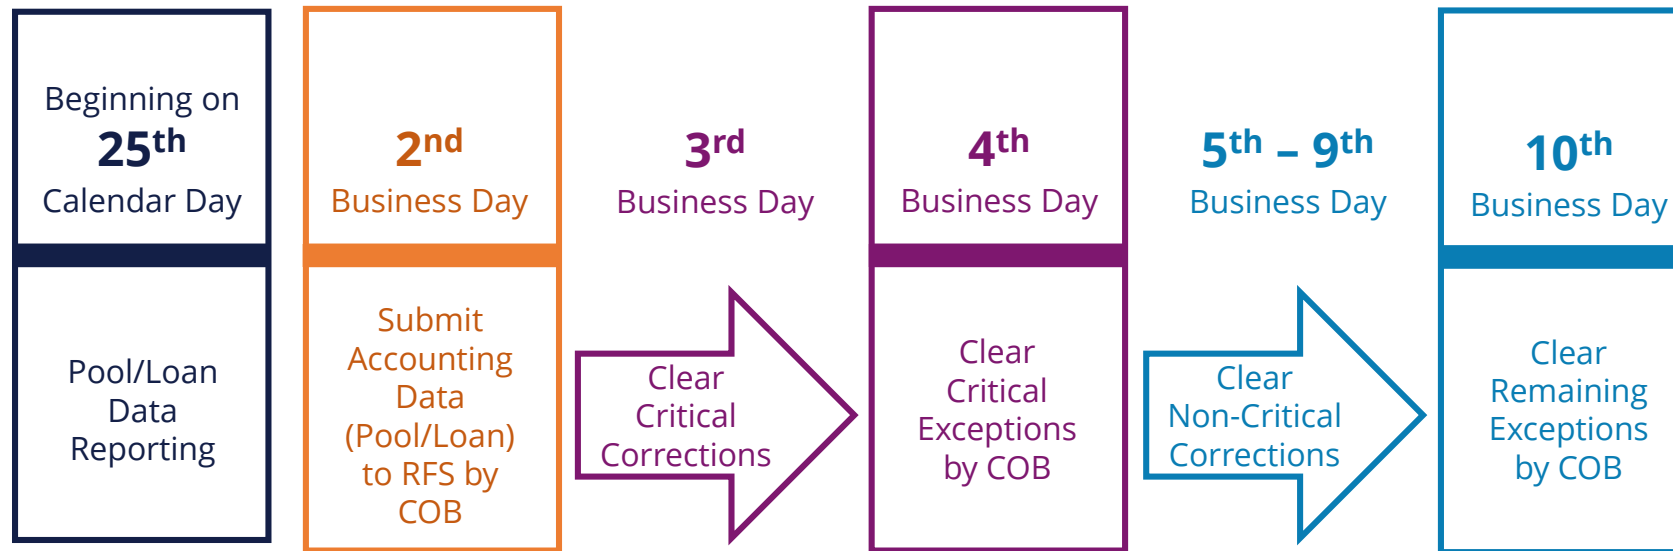 Beginning on
25th
Calendar Day
Pool/Loan
Data
Reporting
2nd
Business Day
Submit
Accounting
Data
(Pool/Loan)
to RFS by
COB
3rd
Business Day
Clear
Critical
Corrections
4th
Business Day
Clear
Critical
Exceptions
by COB
5th – 9th
Business Day
Clear
Non-Critical
Corrections
10th
Business Day
Clear
Remaining
Exceptions
by COB